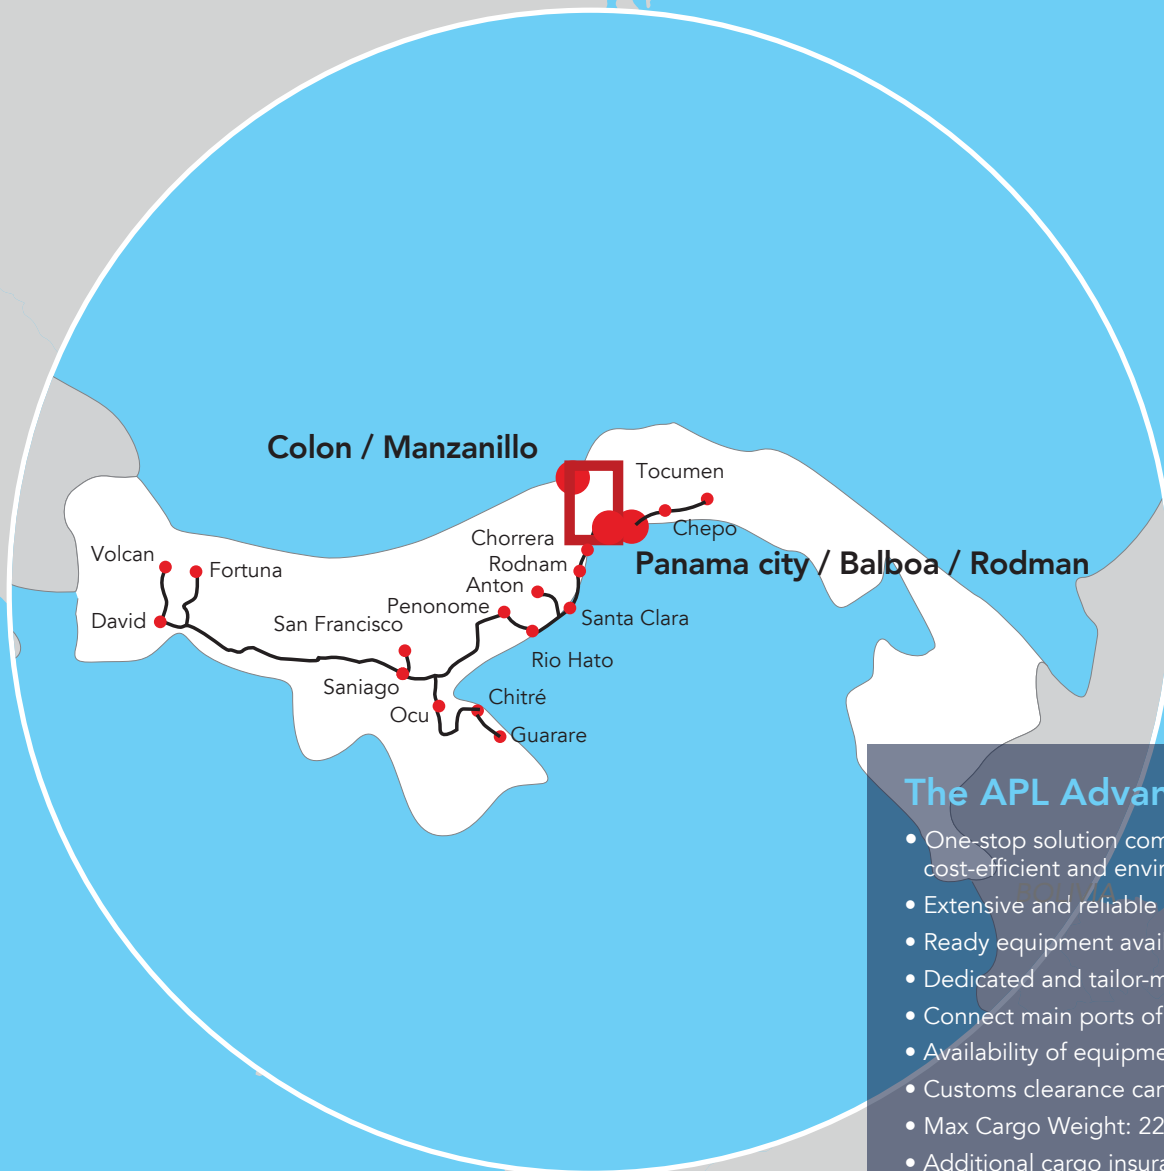 Colon / Manzanillo
Tocumen
Chepo
Chorrera
Rodnam
Panama city / Balboa / Rodman
Volcan
Fortuna
Anton
Penonome
David
San Francisco
Santa Clara
Rio Hato
Saniago
Chitré
Ocu
Guarare
The APL Advan
• One-stop solution com
cost-efficient and envir
• Extensive and reliable
• Ready equipment avail
• Dedicated and tailor-m
• Connect main ports of
• Availability of equipme
• Customs clearance can
• Max Cargo Weight: 22
• Additional cargo insura